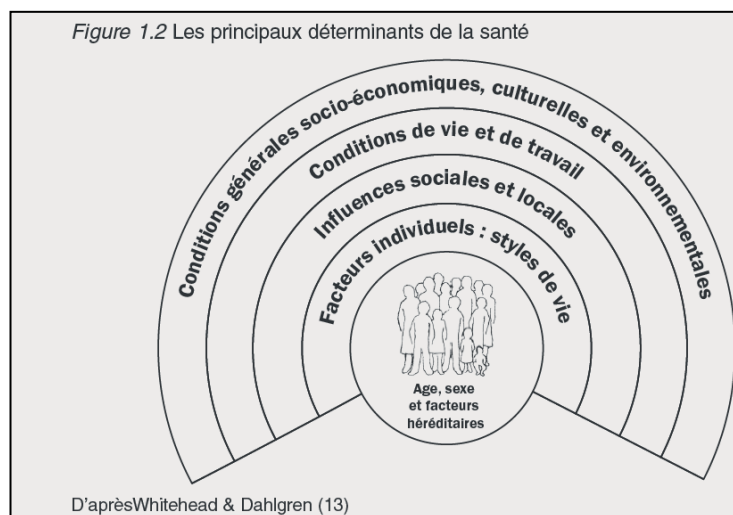 Figure 1.2 Les principaux déterminants de la santé
Conditions générales socio-économiques, culturelles et environnementales
Conditions de vie et de travail
Influences sociales et locales
Facteurs individuels : styles de vie
Age, sexe
et facteurs
héréditaires
D'aprèsWhitehead & Dahlgren (13)